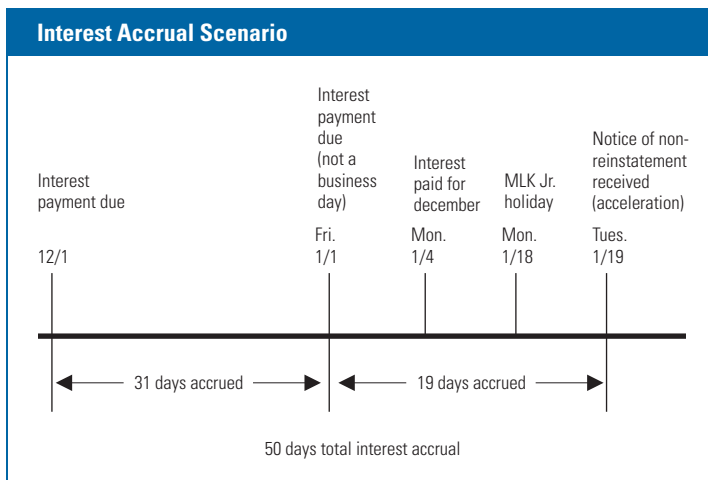 Interest Accrual Scenario
Interest
payment due
12/1
Interest
payment
due
(not a
business
day)
Fri.
1/1
Interest
paid for
december
Mon.
1/4
MLK Jr.
holiday
Mon.
1/18
Notice of non-
reinstatement
received
(acceleration)
Tues.
1/19
31 days accrued
19 days accrued
50 days total interest accrual